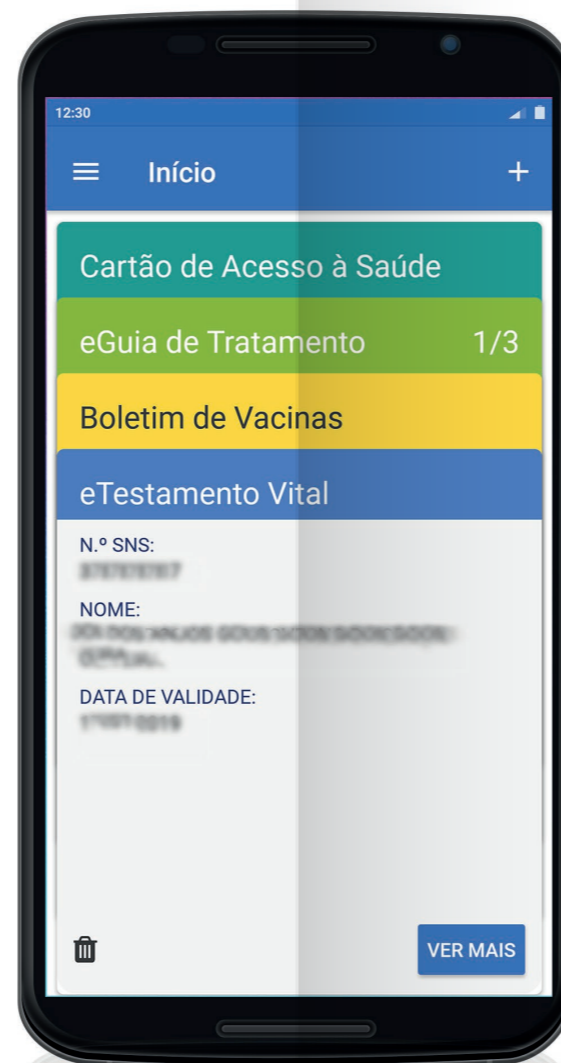 12:30
Início +
Cartão de Acesso à Saúde
eGuia de Tratamento 1/3
Boletim de Vacinas
eTestamento Vital
N.º SNS:
NOME:
DATA DE VALIDADE:
VER MAIS